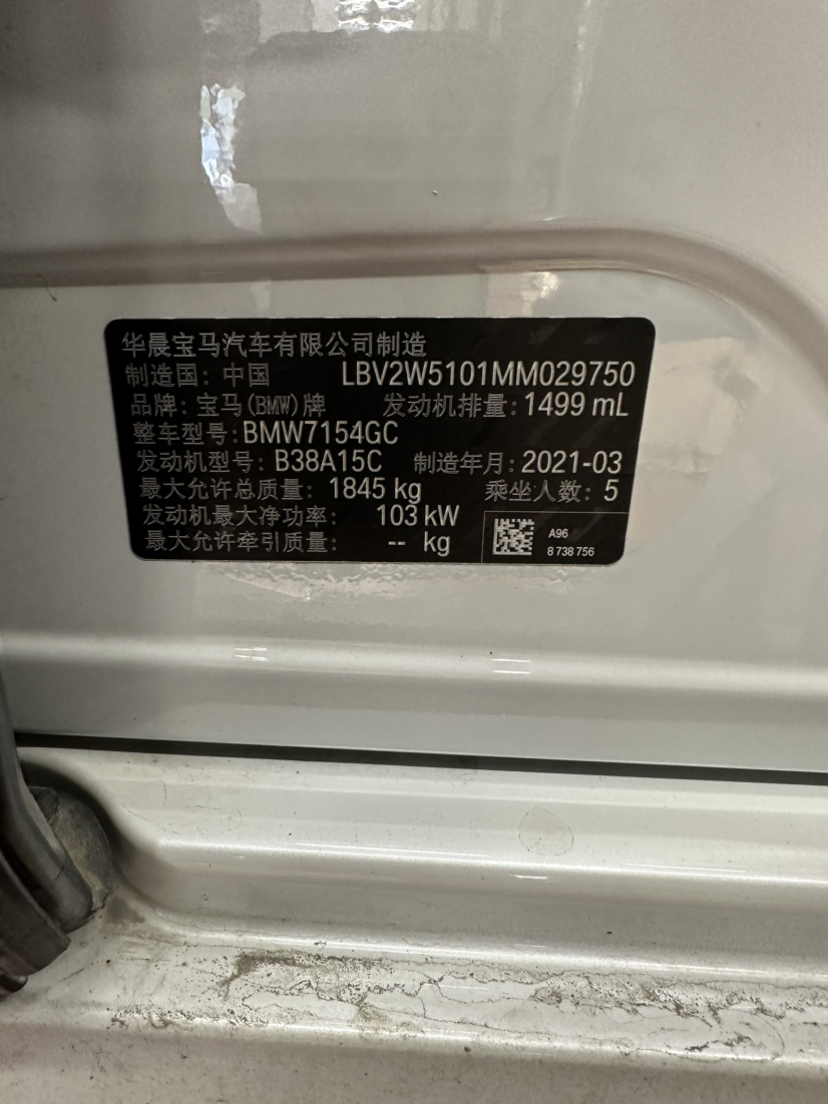 华晨宝马汽车有限公司制造
制造国：中国 LBV2W5101MM029750
品牌：宝马(BMW)牌 发动机排量：1499 mL
整车型号：BMW7154GC
发动机型号：B38A15C 制造年月：2021-03
最大允许总质量：1845 kg 乘坐人数：5
发动机最大净功率：103 kW
最大允许牵引质量：-- kg
A96
8 738 756